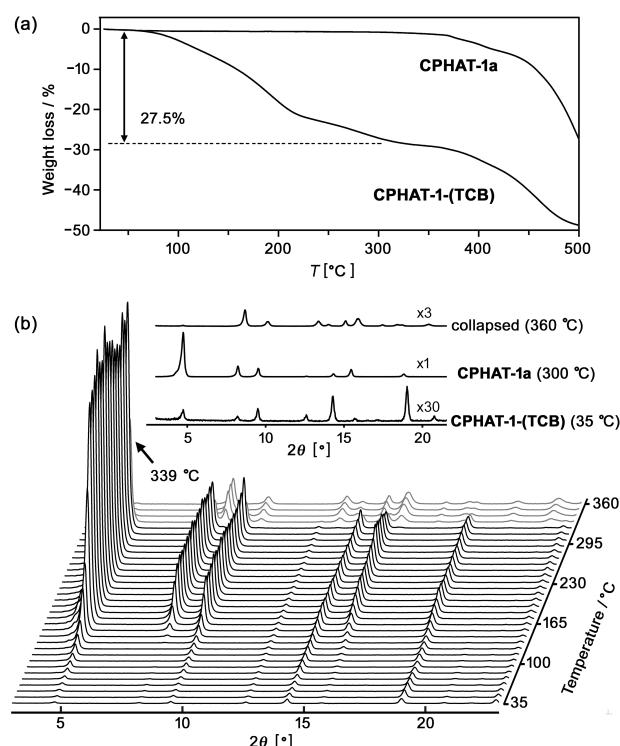 (a)
0
−10
−20
−30
−40
−50
Weight loss / %
27.5%
CPHAT-1a
CPHAT-1-(TCB)
100
200
300
400
500
T [°C]
(b)
x3
collapsed (360 °C)
x1
CPHAT-1a (300 °C)
x30
CPHAT-1-(TCB) (35 °C)
5
10
15
20
2θ [°]
339 °C
360
295
230
165
100
35
Temperature / °C
5
10
15
20
2θ [°]